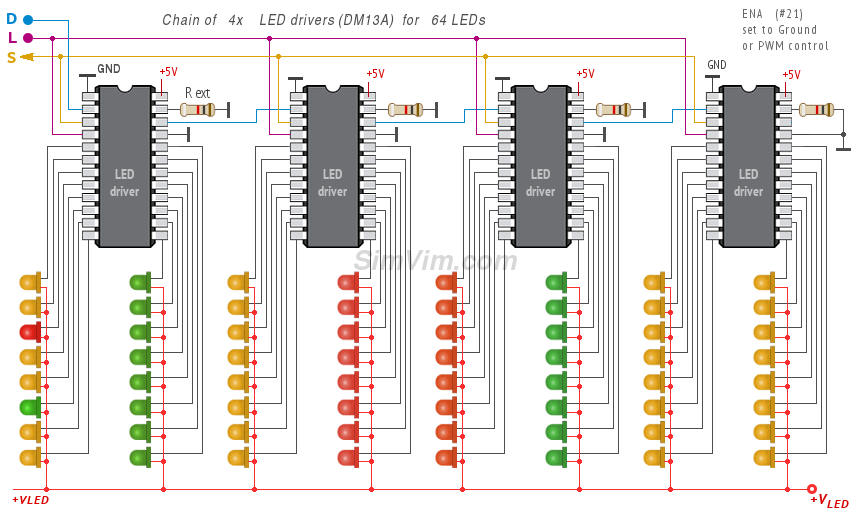 Chain of 4x LED drivers (DM13A) for 64 LEDs
ENA (#21)
set to Ground
or PWM control
D
L
S
GND
+5V
R ext
+5V
+5V
GND
+5V
LED
driver
LED
driver
LED
driver
LED
driver
SimVim.com
+VLED
+VLED